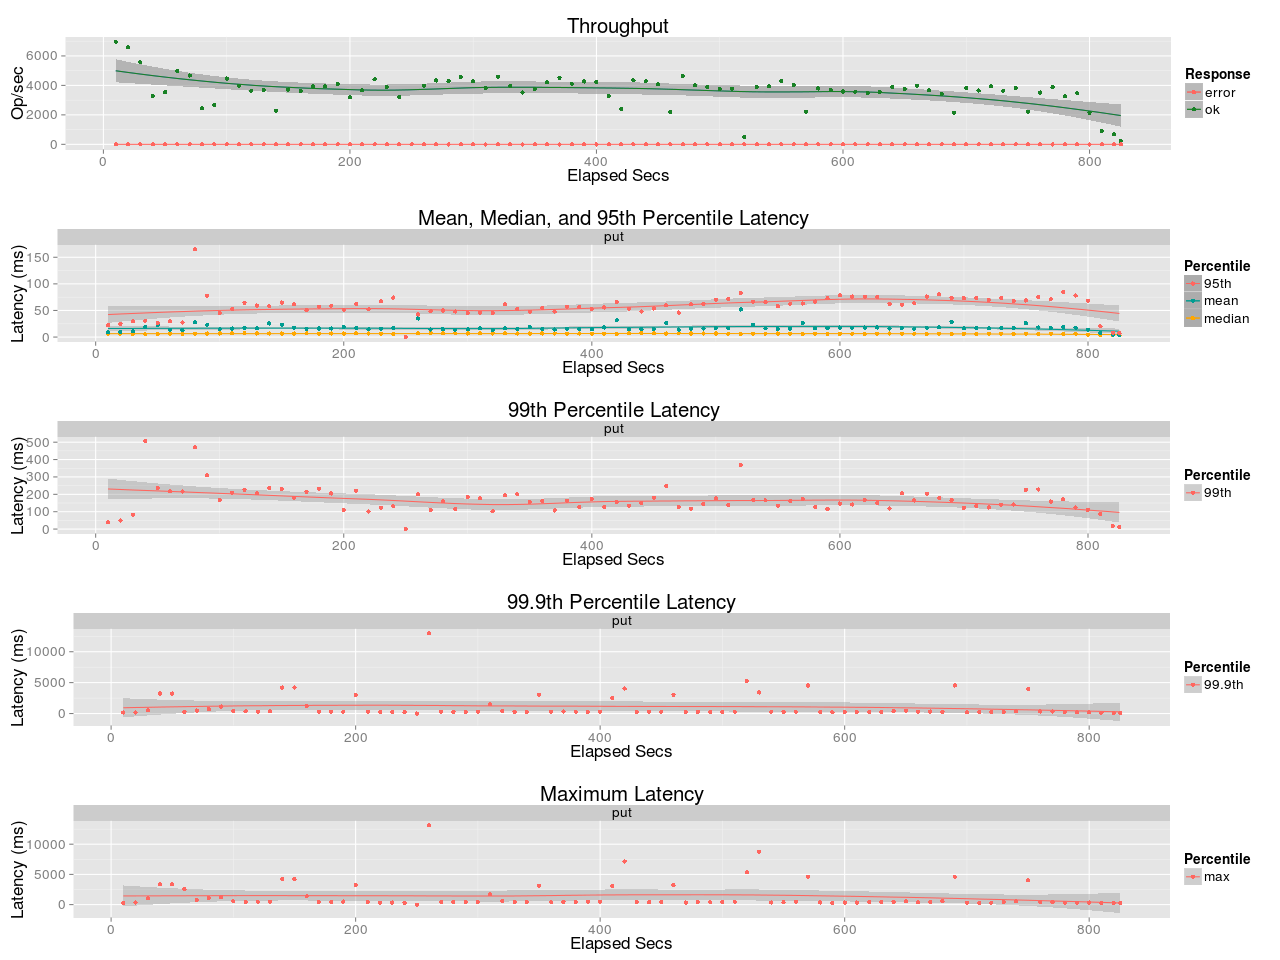 Throughput
Op/sec
6000
4000
2000
0
0 200 400 600 800
Elapsed Secs
Response
error
ok
Mean, Median, and 95th Percentile Latency
put
Latency (ms)
150
100
50
0
0 200 400 600 800
Elapsed Secs
Percentile
95th
mean
median
99th Percentile Latency
put
Latency (ms)
500
400
300
200
100
0
0 200 400 600 800
Elapsed Secs
Percentile
99th
99.9th Percentile Latency
put
Latency (ms)
10000
5000
0
0 200 400 600 800
Elapsed Secs
Percentile
99.9th
Maximum Latency
put
Latency (ms)
10000
5000
0
0 200 400 600 800
Elapsed Secs
Percentile
max